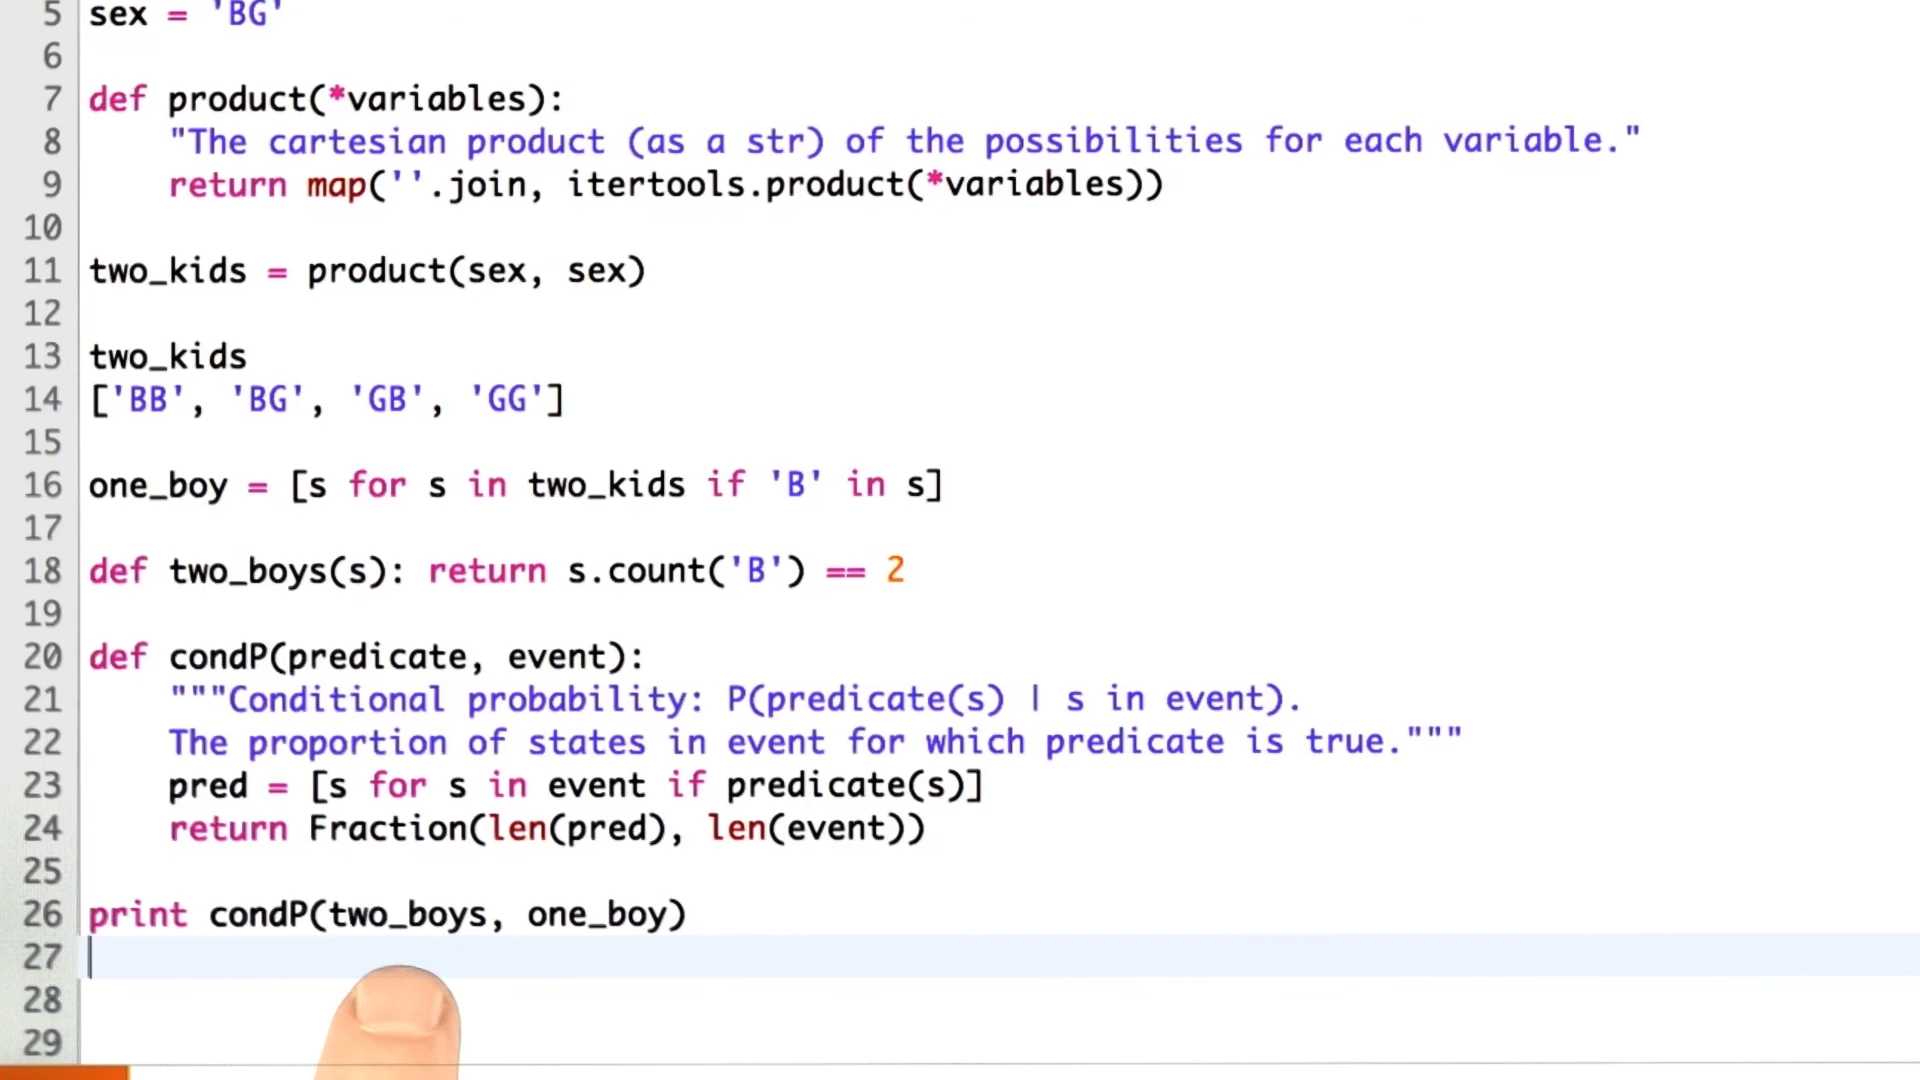 5 sex = 'BG'
6
7 def product(*variables):
8     "The cartesian product (as a str) of the possibilities for each variable."
9     return map(''.join, itertools.product(*variables))
10
11 two_kids = product(sex, sex)
12
13 two_kids
14 ['BB', 'BG', 'GB', 'GG']
15
16 one_boy = [s for s in two_kids if 'B' in s]
17
18 def two_boys(s): return s.count('B') == 2
19
20 def condP(predicate, event):
21     """Conditional probability: P(predicate(s) | s in event).
22     The proportion of states in event for which predicate is true."""
23     pred = [s for s in event if predicate(s)]
24     return Fraction(len(pred), len(event))
25
26 print condP(two_boys, one_boy)
27
28
29